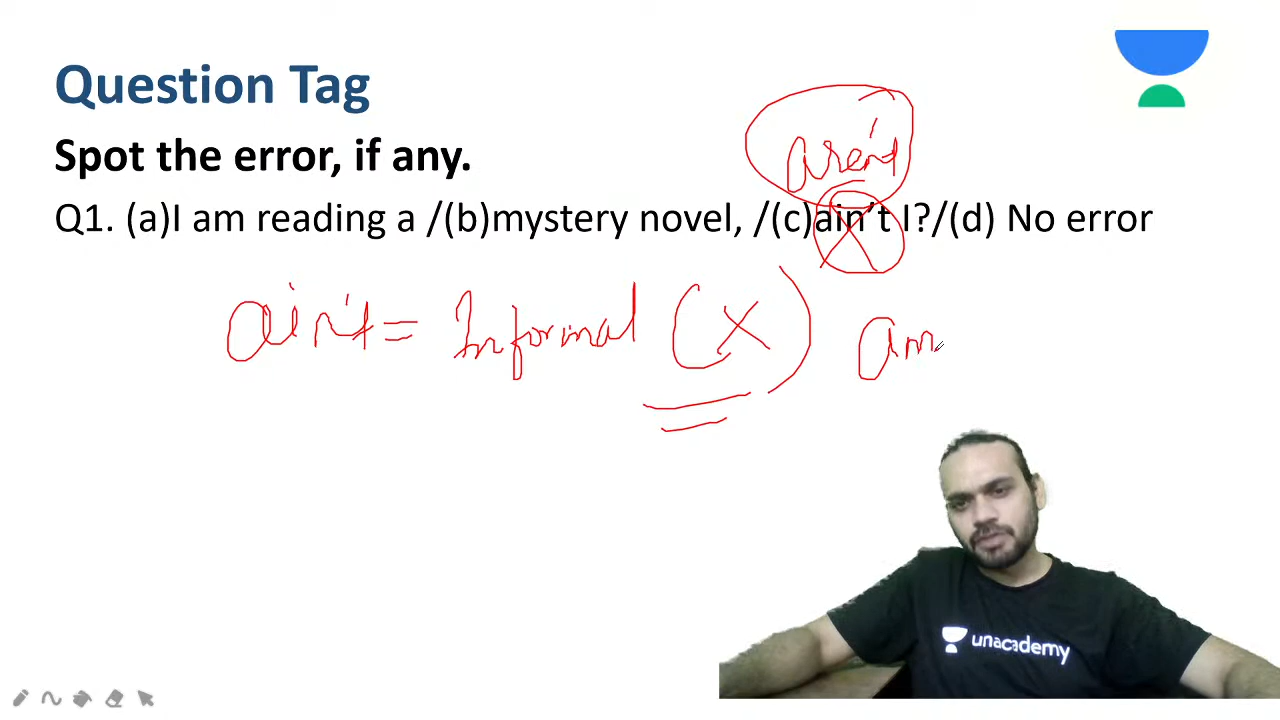 Question Tag
Spot the error, if any.
aren't
Q1. (a)I am reading a /(b)mystery novel, /(c)ain't I?/(d) No error
ain't = Informal (X) am
unacademy